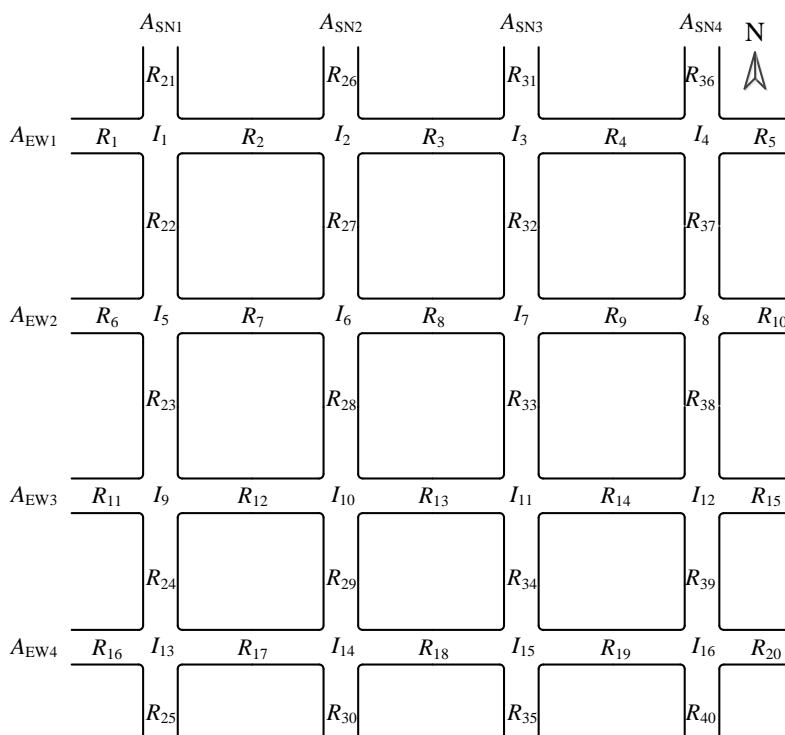 A_SN1 A_SN2 A_SN3 A_SN4 N
R_21 R_26 R_31 R_36
A_EW1 R_1 I_1 R_2 I_2 R_3 I_3 R_4 I_4 R_5
R_22 R_27 R_32 R_37
A_EW2 R_6 I_5 R_7 I_6 R_8 I_7 R_9 I_8 R_10
R_23 R_28 R_33 R_38
A_EW3 R_11 I_9 R_12 I_10 R_13 I_11 R_14 I_12 R_15
R_24 R_29 R_34 R_39
A_EW4 R_16 I_13 R_17 I_14 R_18 I_15 R_19 I_16 R_20
R_25 R_30 R_35 R_40